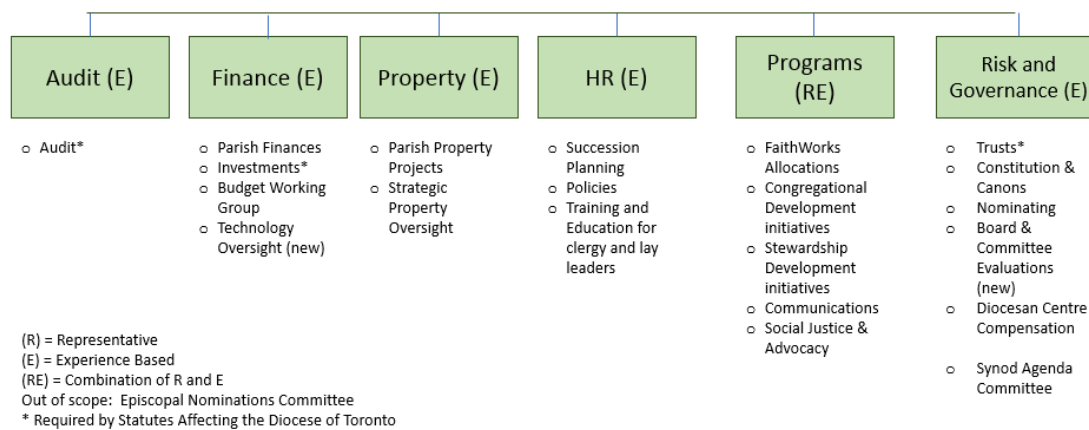 Audit (E)
Finance (E)
Property (E)
HR (E)
Programs
(RE)
Risk and
Governance (E)
o Audit*
o Parish Finances
o Investments*
o Budget Working
Group
o Technology
Oversight (new)
o Parish Property
Projects
o Strategic
Property
Oversight
o Succession
Planning
o Policies
o Training and
Education for
clergy and lay
leaders
o FaithWorks
Allocations
o Congregational
Development
initiatives
o Stewardship
Development
initiatives
o Communications
o Social Justice &
Advocacy
o Trusts*
o Constitution &
Canons
o Nominating
o Board &
Committee
Evaluations
(new)
o Diocesan Centre
Compensation
o Synod Agenda
Committee
(R) = Representative
(E) = Experience Based
(RE) = Combination of R and E
Out of scope: Episcopal Nominations Committee
* Required by Statutes Affecting the Diocese of Toronto